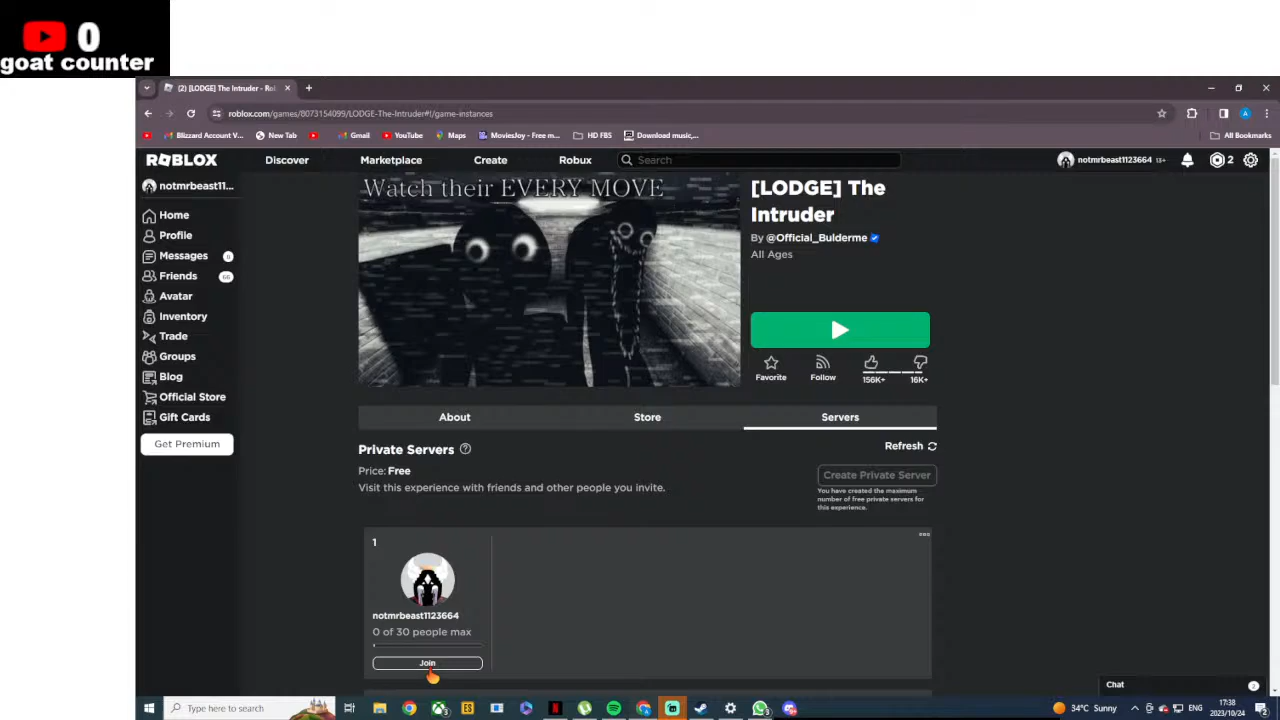 0
goat counter
(2) [LODGE] The Intruder - Rol
roblox.com/games/8073154099/LODGE-The-Intruder#!/game-instances
Blizzard Account V... New Tab Gmail YouTube Maps MoviesJoy - Free m... HD FBS Download music,... All Bookmarks
ROBLOX Discover Marketplace Create Robux Search notmrbeast1123664 13+ 2
notmrbeast11...
Home
Profile
Messages
Friends 66
Avatar
Inventory
Trade
Groups
Blog
Official Store
Gift Cards
Get Premium
Watch their EVERY MOVE
[LODGE] The
Intruder
By @Official_Bulderme
All Ages
Favorite Follow 156K+ 16K+
About Store Servers
Private Servers
Refresh
Price: Free
Visit this experience with friends and other people you invite.
Create Private Server
You have created the maximum
number of free private servers for
this experience.
1
notmrbeast1123664
0 of 30 people max
Join
Chat
Type here to search
34°C Sunny
ENG
17:38
2023/10/24